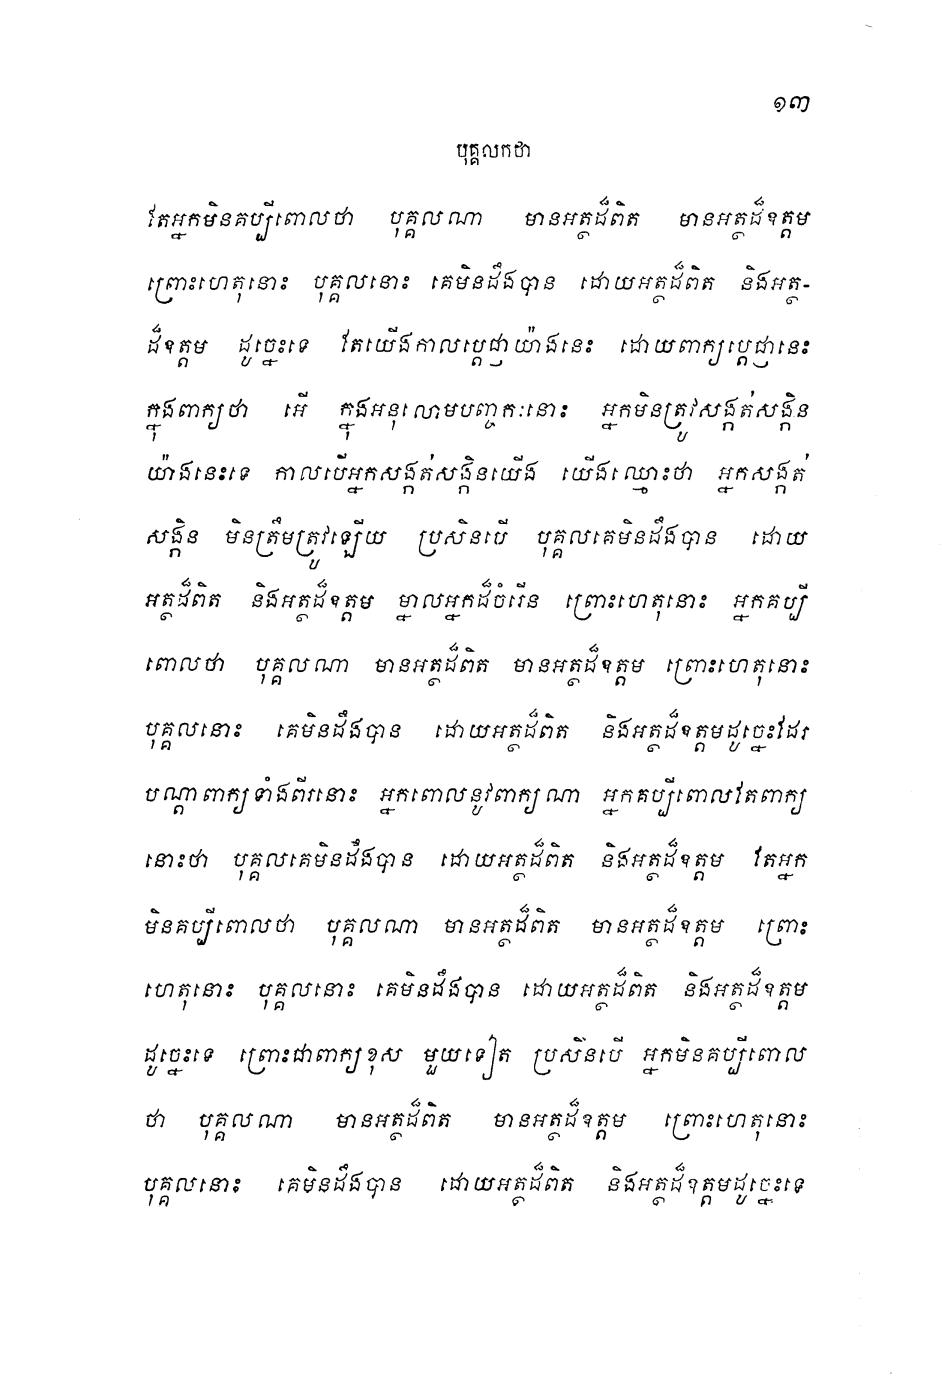 ១៣
បុគ្គលកថា
តែអ្នកមិនគប្បីពោលថា បុគ្គលណា មានអត្ថដ៏ពិត មានអត្ថដ៏ឧត្តម
ព្រោះហេតុនោះ បុគ្គលនោះ គេមិនដឹងបាន ដោយអត្ថដ៏ពិត និងអត្ថ-
ដ៏ឧត្តម ដូច្នេះទេ តែយើងកាលប្តេជ្ញាយ៉ាងនេះ ដោយពាក្យប្តេជ្ញានេះ
ក្នុងពាក្យថា អើ ក្នុងអនុលោមបញ្ចកៈនោះ អ្នកមិនត្រូវសង្កត់សង្កិន
យ៉ាងនេះទេ កាលបើអ្នកសង្កត់សង្កិនយើង យើងឈ្មោះថា អ្នកសង្កត់
សង្កិន មិនត្រឹមត្រូវឡើយ ប្រសិនបើ បុគ្គលគេមិនដឹងបាន ដោយ
អត្ថដ៏ពិត និងអត្ថដ៏ឧត្តម ម្នាលអ្នកដ៏ចំរើន ព្រោះហេតុនោះ អ្នកគប្បី
ពោលថា បុគ្គលណា មានអត្ថដ៏ពិត មានអត្ថដ៏ឧត្តម ព្រោះហេតុនោះ
បុគ្គលនោះ គេមិនដឹងបាន ដោយអត្ថដ៏ពិត និងអត្ថដ៏ឧត្តមដូច្នេះដែរ
បណ្តាពាក្យទាំងពីរនោះ អ្នកពោលនូវពាក្យណា អ្នកគប្បីពោលតែពាក្យ
នោះថា បុគ្គលគេមិនដឹងបាន ដោយអត្ថដ៏ពិត និងអត្ថដ៏ឧត្តម តែអ្នក
មិនគប្បីពោលថា បុគ្គលណា មានអត្ថដ៏ពិត មានអត្ថដ៏ឧត្តម ព្រោះ
ហេតុនោះ បុគ្គលនោះ គេមិនដឹងបាន ដោយអត្ថដ៏ពិត និងអត្ថដ៏ឧត្តម
ដូច្នេះទេ ព្រោះជាពាក្យខុស មួយទៀត ប្រសិនបើ អ្នកមិនគប្បីពោល
ថា បុគ្គលណា មានអត្ថដ៏ពិត មានអត្ថដ៏ឧត្តម ព្រោះហេតុនោះ
បុគ្គលនោះ គេមិនដឹងបាន ដោយអត្ថដ៏ពិត និងអត្ថដ៏ឧត្តមដូច្នេះទេ